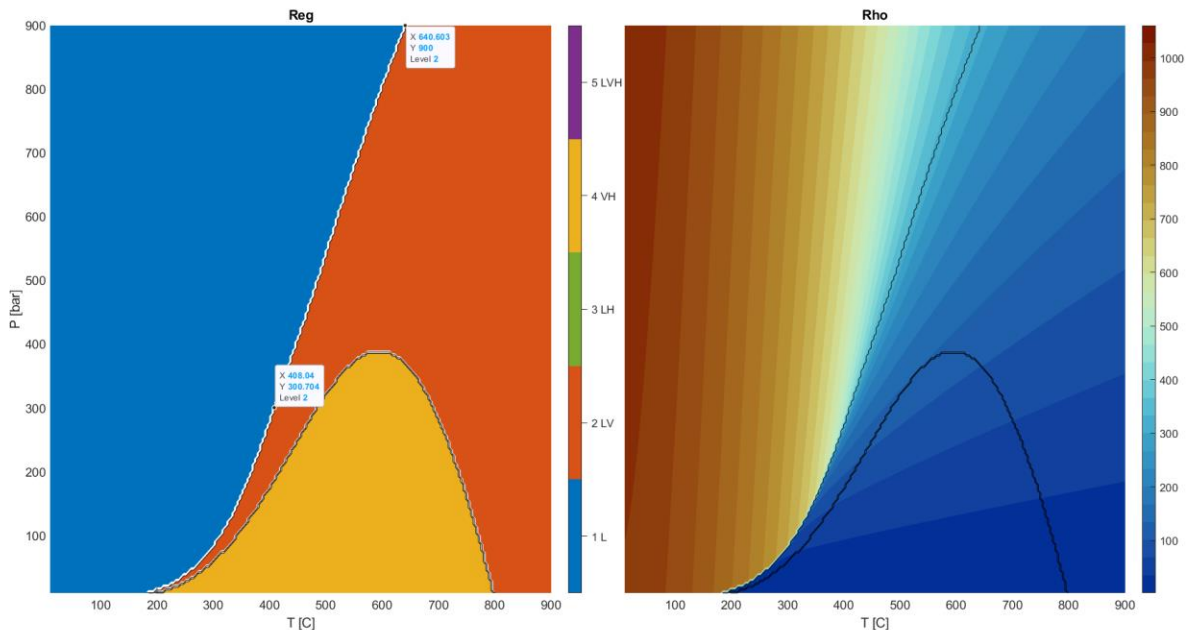 Reg
Rho
900
800
700
600
500
400
300
200
100
P [bar]
X 640.603
Y 900
Level 2
X 408.04
Y 300.704
Level 2
5 LVH
4 VH
3 LH
2 LV
1 L
100 200 300 400 500 600 700 800 900
T [C]
1000
900
800
700
600
500
400
300
200
100
100 200 300 400 500 600 700 800 900
T [C]